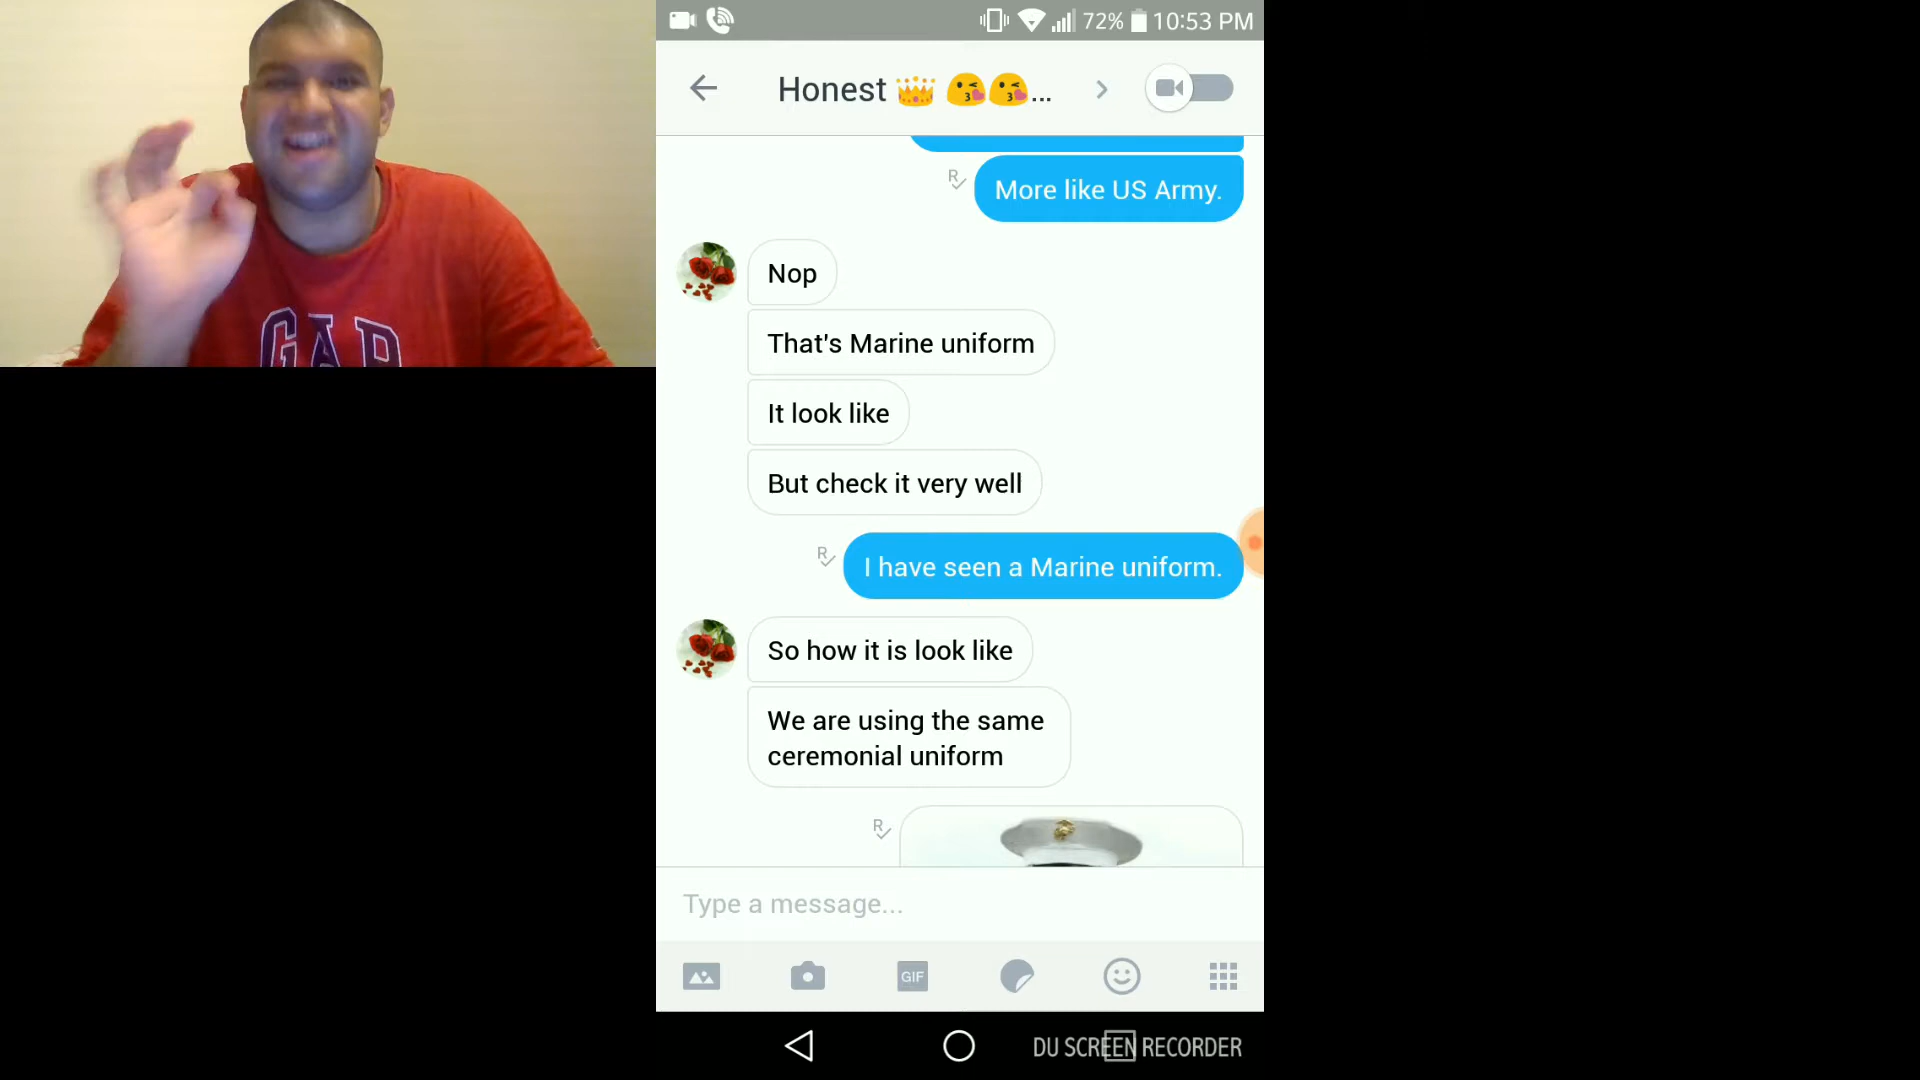 GAP
72% 10:53 PM
Honest 👑 😘😘...
More like US Army.
R
Nop
That's Marine uniform
It look like
But check it very well
I have seen a Marine uniform.
R
So how it is look like
We are using the same
ceremonial uniform
R
Type a message...
GIF
DU SCREEN RECORDER